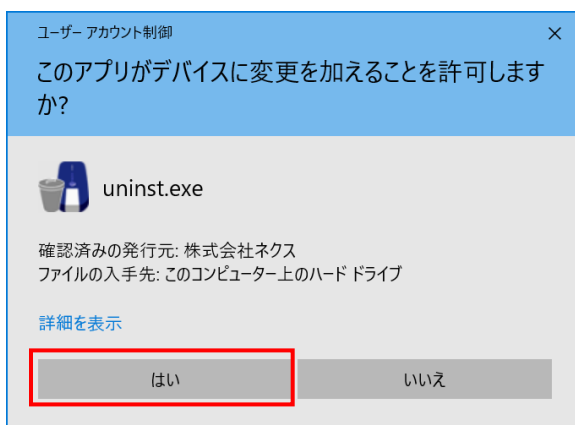 ユーザー アカウント制御
このアプリがデバイスに変更を加えることを許可します
か?
uninst.exe
確認済みの発行元: 株式会社ネクス
ファイルの入手先: このコンピューター上のハード ドライブ
詳細を表示
はい
いいえ